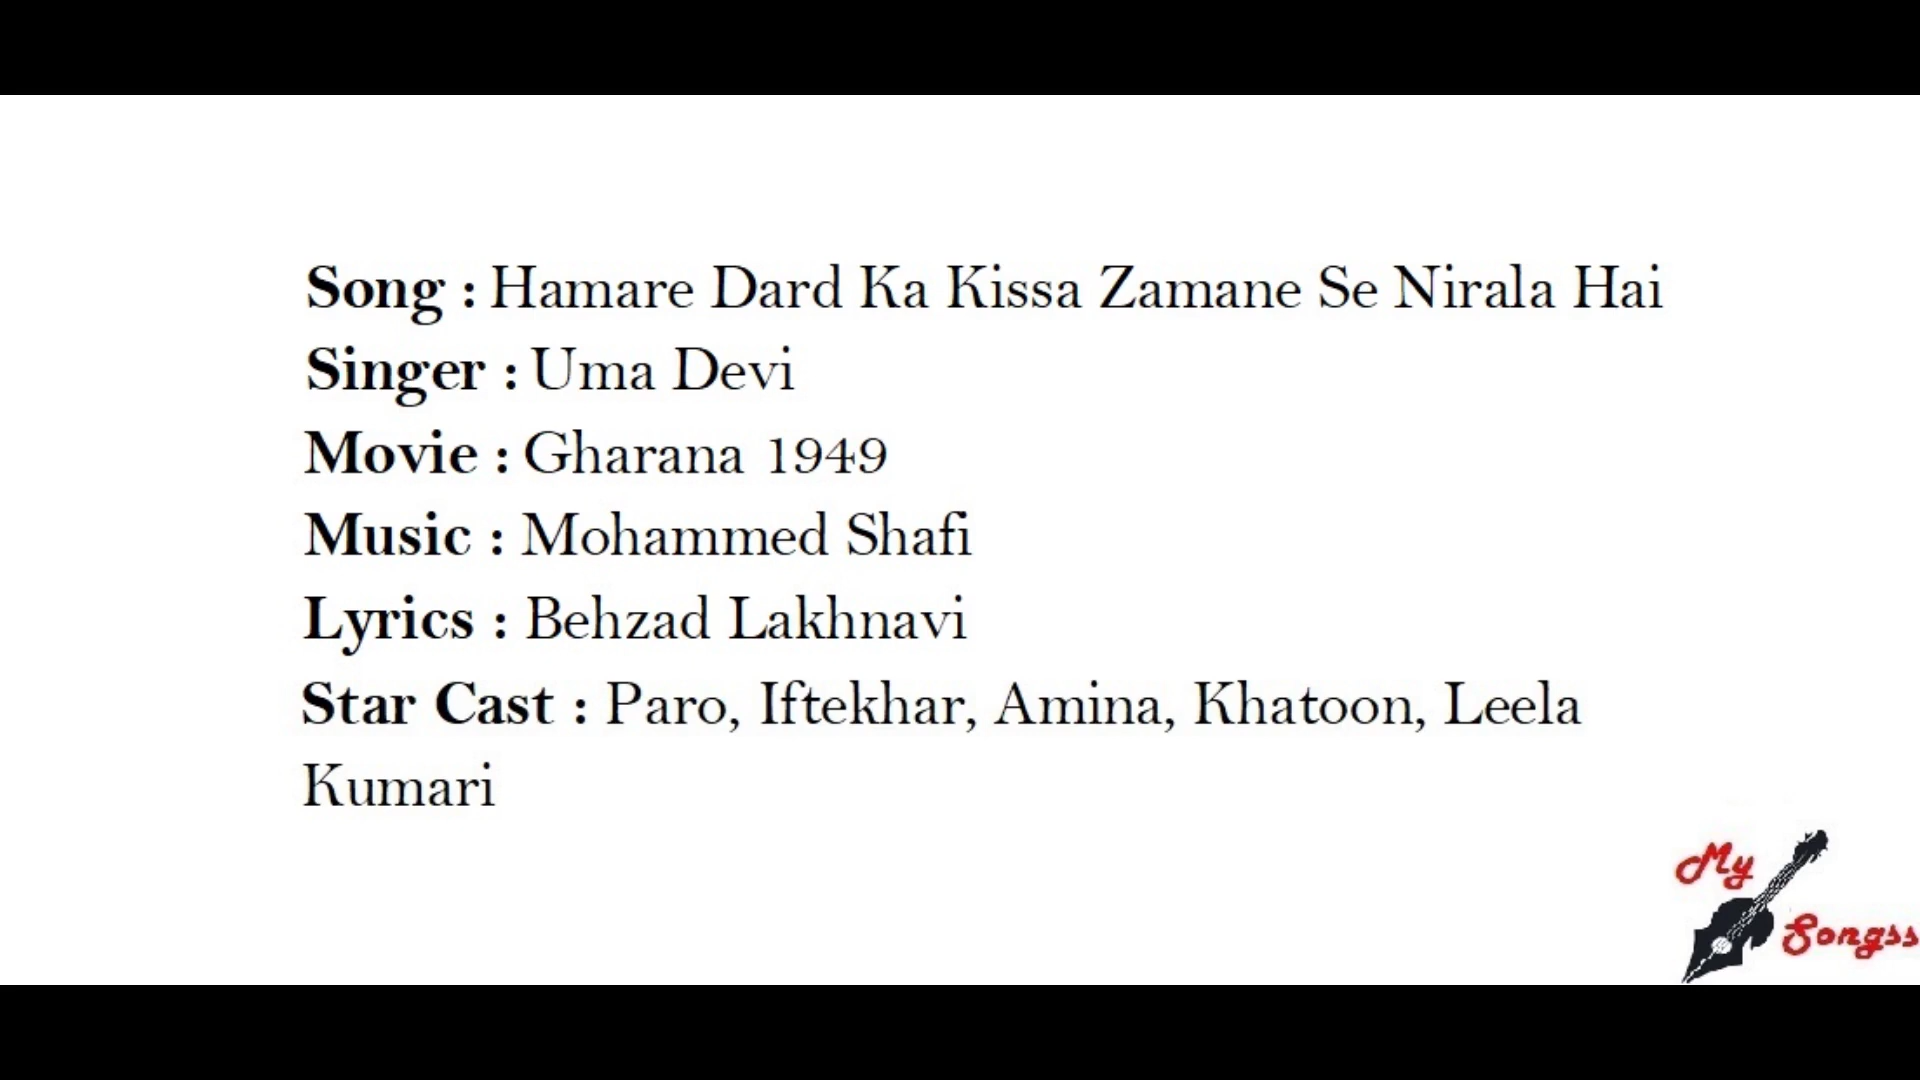 Song : Hamare Dard Ka Kissa Zamane Se Nirala Hai
Singer : Uma Devi
Movie : Gharana 1949
Music : Mohammed Shafi
Lyrics : Behzad Lakhnavi
Star Cast : Paro, Iftekhar, Amina, Khatoon, Leela
Kumari
My
Songss